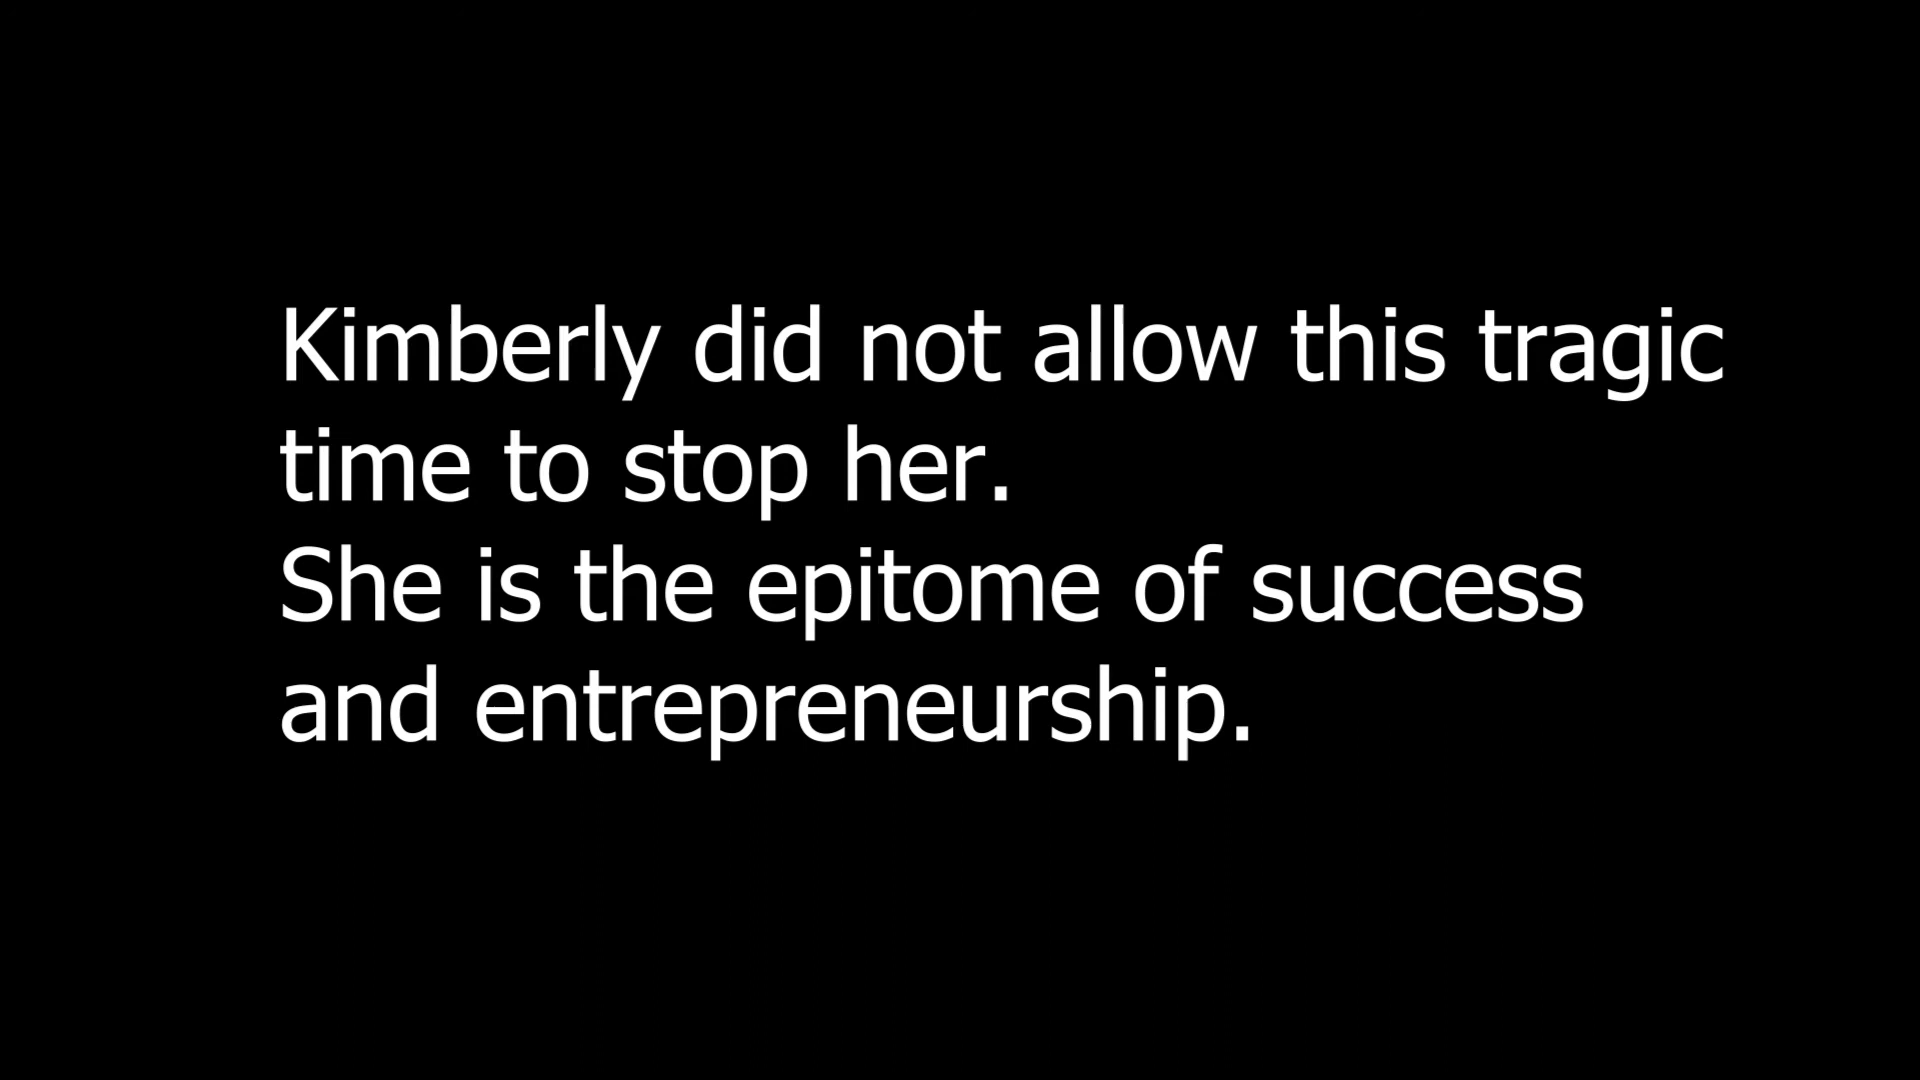 Kimberly did not allow this tragic
time to stop her.
She is the epitome of success
and entrepreneurship.